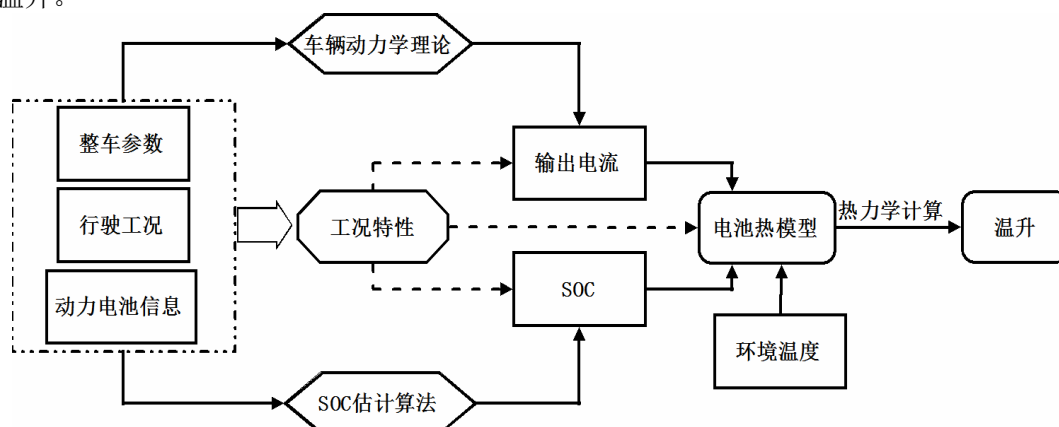 温升。
车辆动力学理论
整车参数
行驶工况
动力电池信息
工况特性
输出电流
SOC
电池热模型
热力学计算
温升
环境温度
SOC估计算法